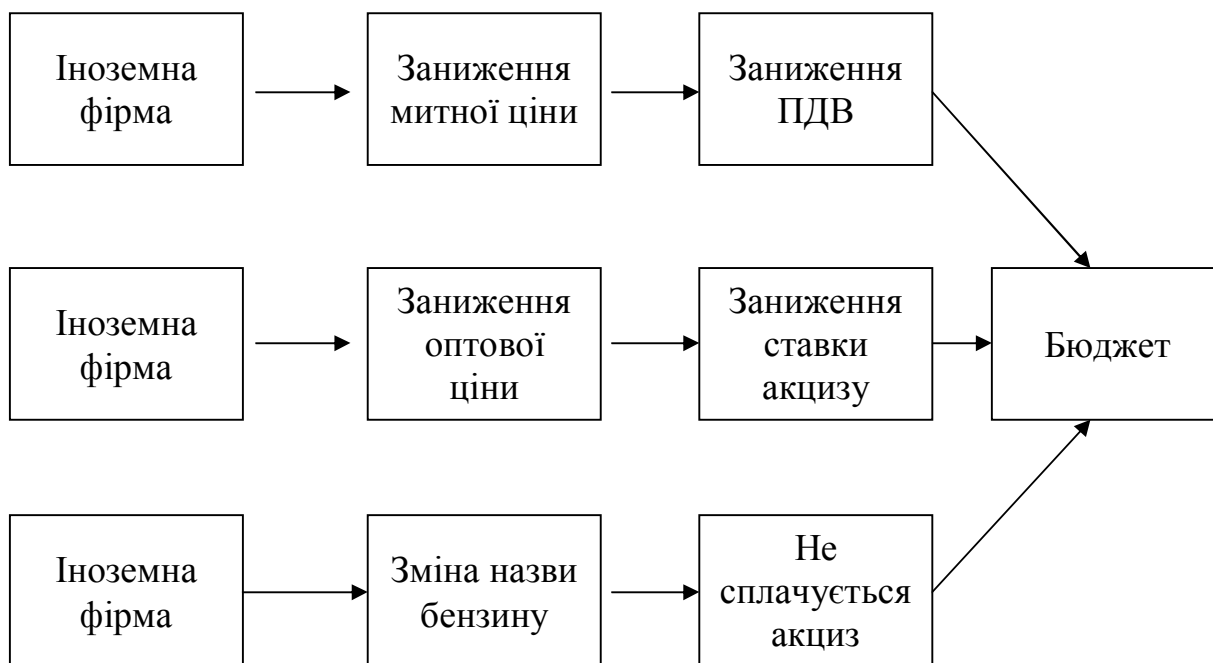 Іноземна
фірма
Заниження
митної ціни
Заниження
ПДВ
Іноземна
фірма
Заниження
оптової
ціни
Заниження
ставки
акцизу
Бюджет
Іноземна
фірма
Зміна назви
бензину
Не
сплачується
акциз